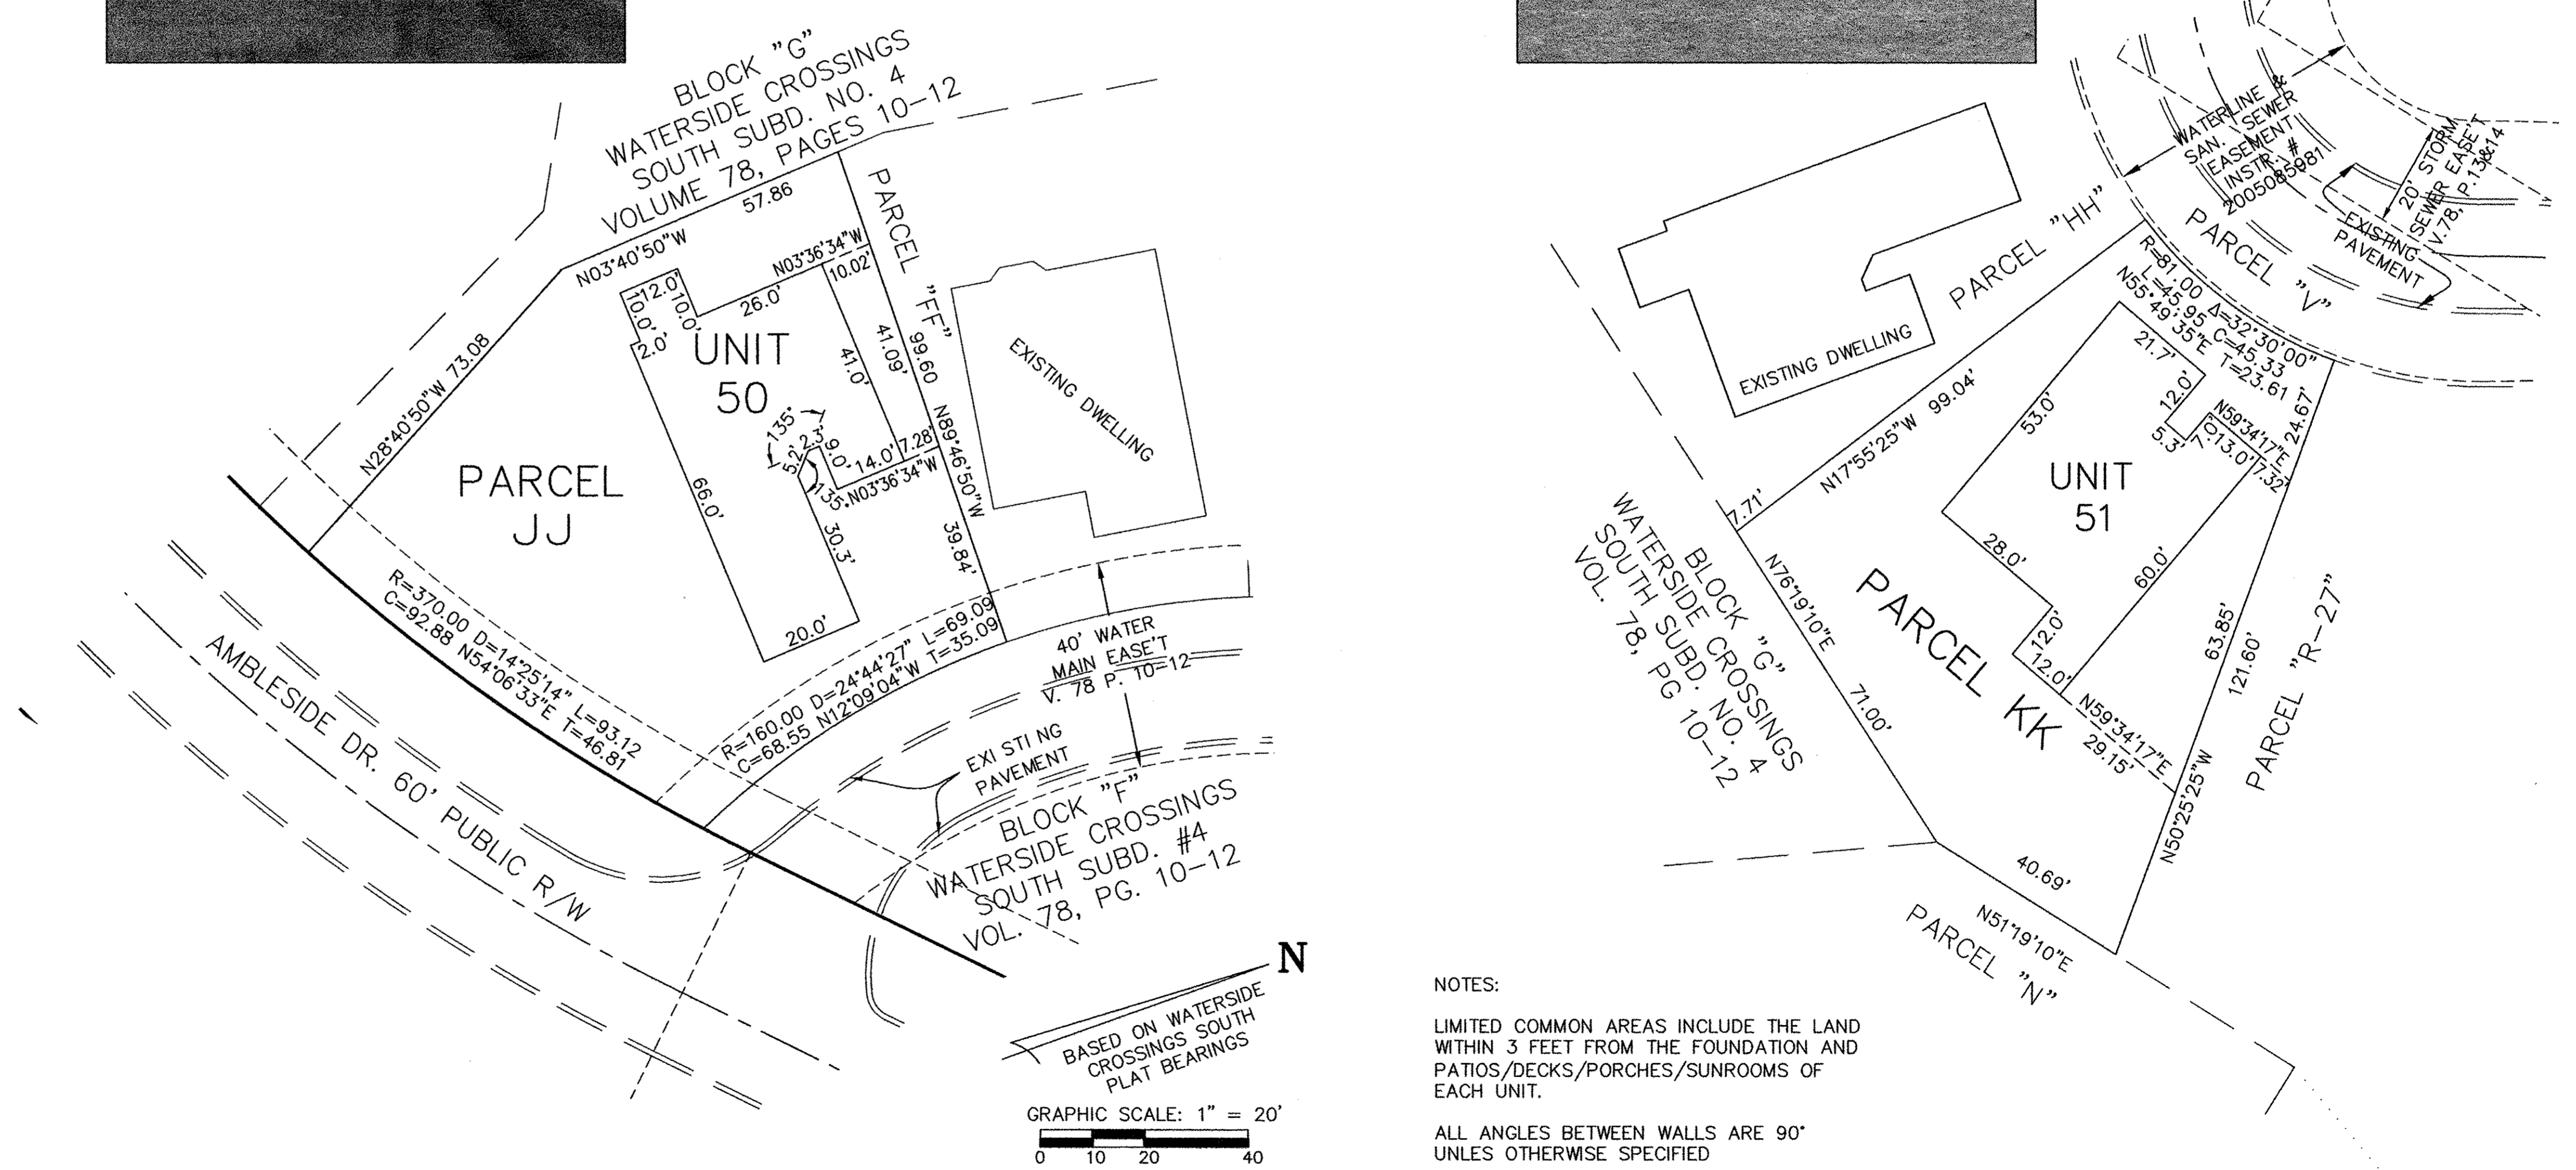 BLOCK "G"
WATERSIDE CROSSINGS
SOUTH SUBD. NO. 4
VOLUME 78, PAGES 10-12
N03°40'50"W
57.86
PARCEL "FF"
N03°36'34"W
10.02'
12.0'
10.0'
10.0'
2.0'
26.0'
UNIT
50
41.0'
41.09'
99.60
N89°46'50"W
39.84'
EXISTING DWELLING
N28°40'50"W 73.08
PARCEL
JJ
66.0'
135°
5.2'
2.3'
9.0'
14.0'
7.28'
135°
N03°36'34"W
30.3'
20.0'
R=370.00 D=14°25'14" L=93.12
C=92.88 N54°06'33"E T=46.81
R=160.00 D=24°44'27" L=69.09
C=68.55 N12°09'04"W T=35.09
40' WATER
MAIN EASE'T
V. 78 P. 10-12
AMBLESIDE DR. 60' PUBLIC R/W
EXISTING
PAVEMENT
BLOCK "F"
WATERSIDE CROSSINGS
SOUTH SUBD. #4
VOL. 78, PG. 10-12
N
BASED ON WATERSIDE
CROSSINGS SOUTH
PLAT BEARINGS
GRAPHIC SCALE: 1" = 20'
0 10 20 40
WATERLINE &
SAN. SEWER
EASEMENT
INSTR. #
2005085981
20' STORM
SEWER EASE'T
V.78, P.13&14
EXISTING
PAVEMENT
PARCEL "V"
PARCEL "HH"
EXISTING DWELLING
R=81.00 Δ=32°30'00"
L=45.95 C=45.33
N55°49'35"E T=23.61
24.67'
21.7'
12.0'
5.3'
7.0'
13.0'
N59°34'17"E
7.32'
53.0'
N17°55'25"W 99.04'
7.71'
UNIT
51
28.0'
60.0'
12.0'
12.0'
BLOCK "G"
WATERSIDE CROSSINGS
SOUTH SUBD. NO. 4
VOL. 78, PG 10-12
N76°19'10"E
71.00'
PARCEL KK
N59°34'17"E
29.15'
63.85'
121.60'
N50°25'25"W
PARCEL "R-27"
40.69'
N51°19'10"E
PARCEL "N"
NOTES:
LIMITED COMMON AREAS INCLUDE THE LAND
WITHIN 3 FEET FROM THE FOUNDATION AND
PATIOS/DECKS/PORCHES/SUNROOMS OF
EACH UNIT.
ALL ANGLES BETWEEN WALLS ARE 90°
UNLES OTHERWISE SPECIFIED